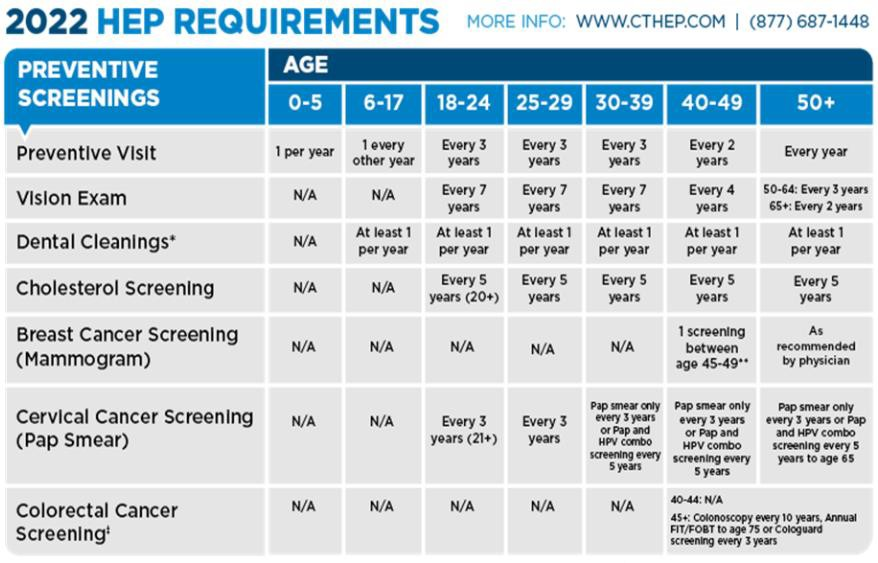 2022 HEP REQUIREMENTS MORE INFO: WWW.CTHEP.COM | (877) 687-1448
PREVENTIVE SCREENINGS AGE
0-5 6-17 18-24 25-29 30-39 40-49 50+
Preventive Visit 1 per year 1 every other year Every 3 years Every 3 years Every 3 years Every 2 years Every year
Vision Exam N/A N/A Every 7 years Every 7 years Every 7 years Every 4 years 50-64: Every 3 years 65+: Every 2 years
Dental Cleanings* N/A At least 1 per year At least 1 per year At least 1 per year At least 1 per year At least 1 per year At least 1 per year
Cholesterol Screening N/A N/A Every 5 years (20+) Every 5 years Every 5 years Every 5 years Every 5 years
Breast Cancer Screening (Mammogram) N/A N/A N/A N/A N/A 1 screening between age 45-49** As recommended by physician
Cervical Cancer Screening (Pap Smear) N/A N/A Every 3 years (21+) Every 3 years Pap smear only every 3 years or Pap and HPV combo screening every 5 years Pap smear only every 3 years or Pap and HPV combo screening every 5 years Pap smear only every 3 years or Pap and HPV combo screening every 5 years to age 65
Colorectal Cancer Screening‡ N/A N/A N/A N/A N/A 40-44: N/A
45+: Colonoscopy every 10 years, Annual FIT/FOBT to age 75 or Cologuard screening every 3 years